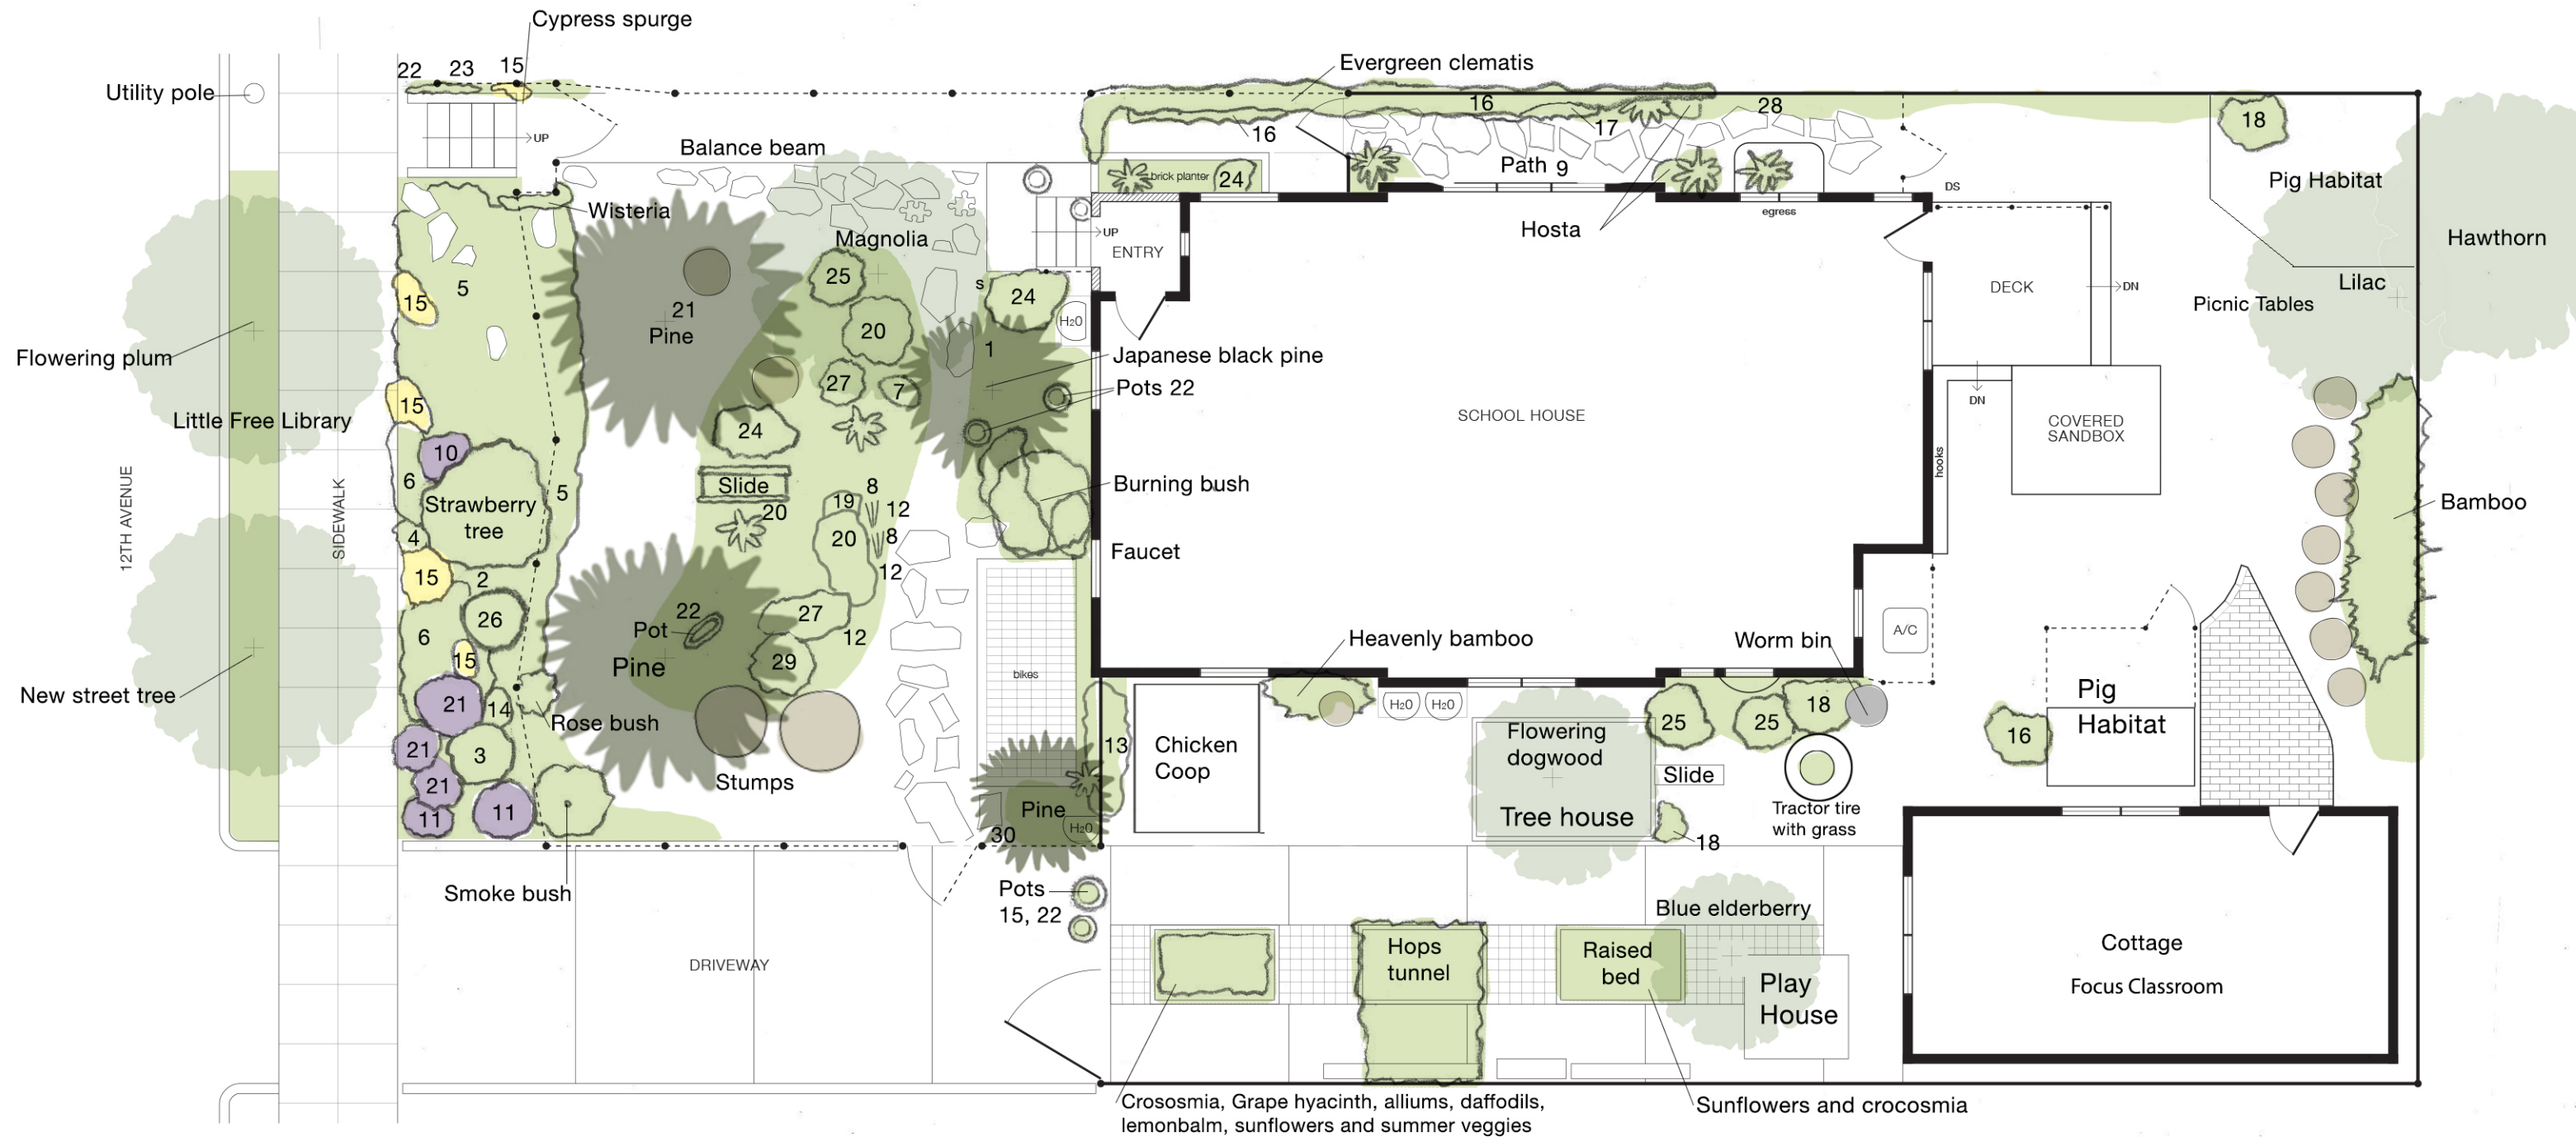 Cypress spurge
22
23
15
Evergreen clematis
Utility pole
UP
16
16
17
28
18
Balance beam
Path 9
brick planter
24
Pig Habitat
DS
Wisteria
Hosta
egress
Magnolia
UP
ENTRY
Hawthorn
25
5
15
21
Pine
S
24
H20
DECK
DN
Lilac
Picnic Tables
20
1
Flowering plum
Japanese black pine
27
7
Pots 22
DN
15
Little Free Library
24
SCHOOL HOUSE
COVERED
SANDBOX
10
hooks
6
Strawberry
tree
5
Slide
8
19
12
20
Burning bush
Bamboo
12TH AVENUE
SIDEWALK
4
20
8
12
Faucet
15
2
26
22
Pot
27
12
A/C
6
Heavenly bamboo
Worm bin
15
Pine
29
bikes
New street tree
21
14
Rose bush
H20
H20
25
25
18
Pig
Habitat
21
3
13
Chicken
Coop
Flowering
dogwood
16
21
Stumps
Slide
11
11
Pine
H20
30
Tree house
18
Tractor tire
with grass
Smoke bush
Pots
15, 22
Blue elderberry
DRIVEWAY
Hops
tunnel
Raised
bed
Play
House
Cottage
Focus Classroom
Crososmia, Grape hyacinth, alliums, daffodils,
lemonbalm, sunflowers and summer veggies
Sunflowers and crocosmia